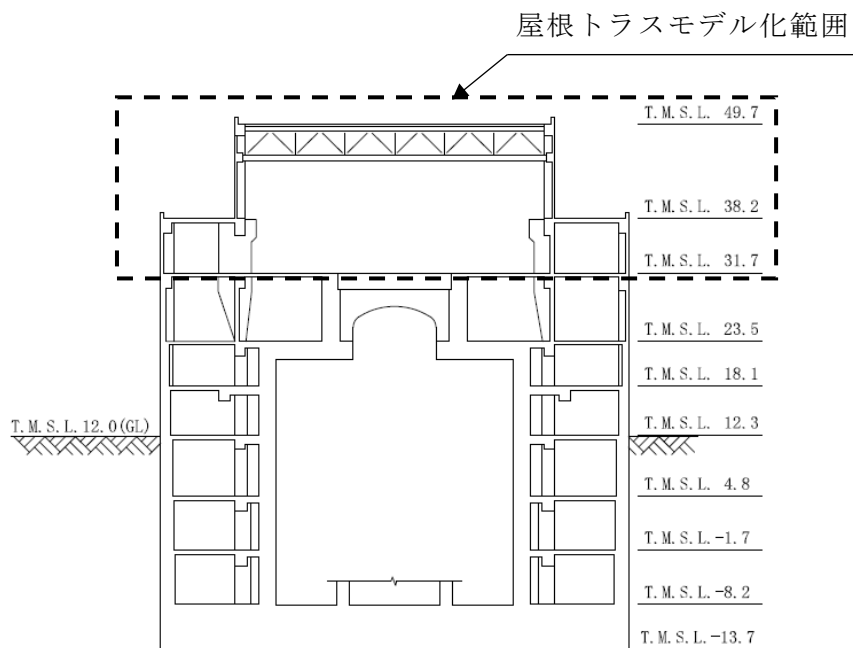 屋根トラスモデル化範囲
T.M.S.L. 49.7
T.M.S.L. 38.2
T.M.S.L. 31.7
T.M.S.L. 23.5
T.M.S.L. 18.1
T.M.S.L.12.0(GL)
T.M.S.L. 12.3
T.M.S.L. 4.8
T.M.S.L.-1.7
T.M.S.L.-8.2
T.M.S.L.-13.7